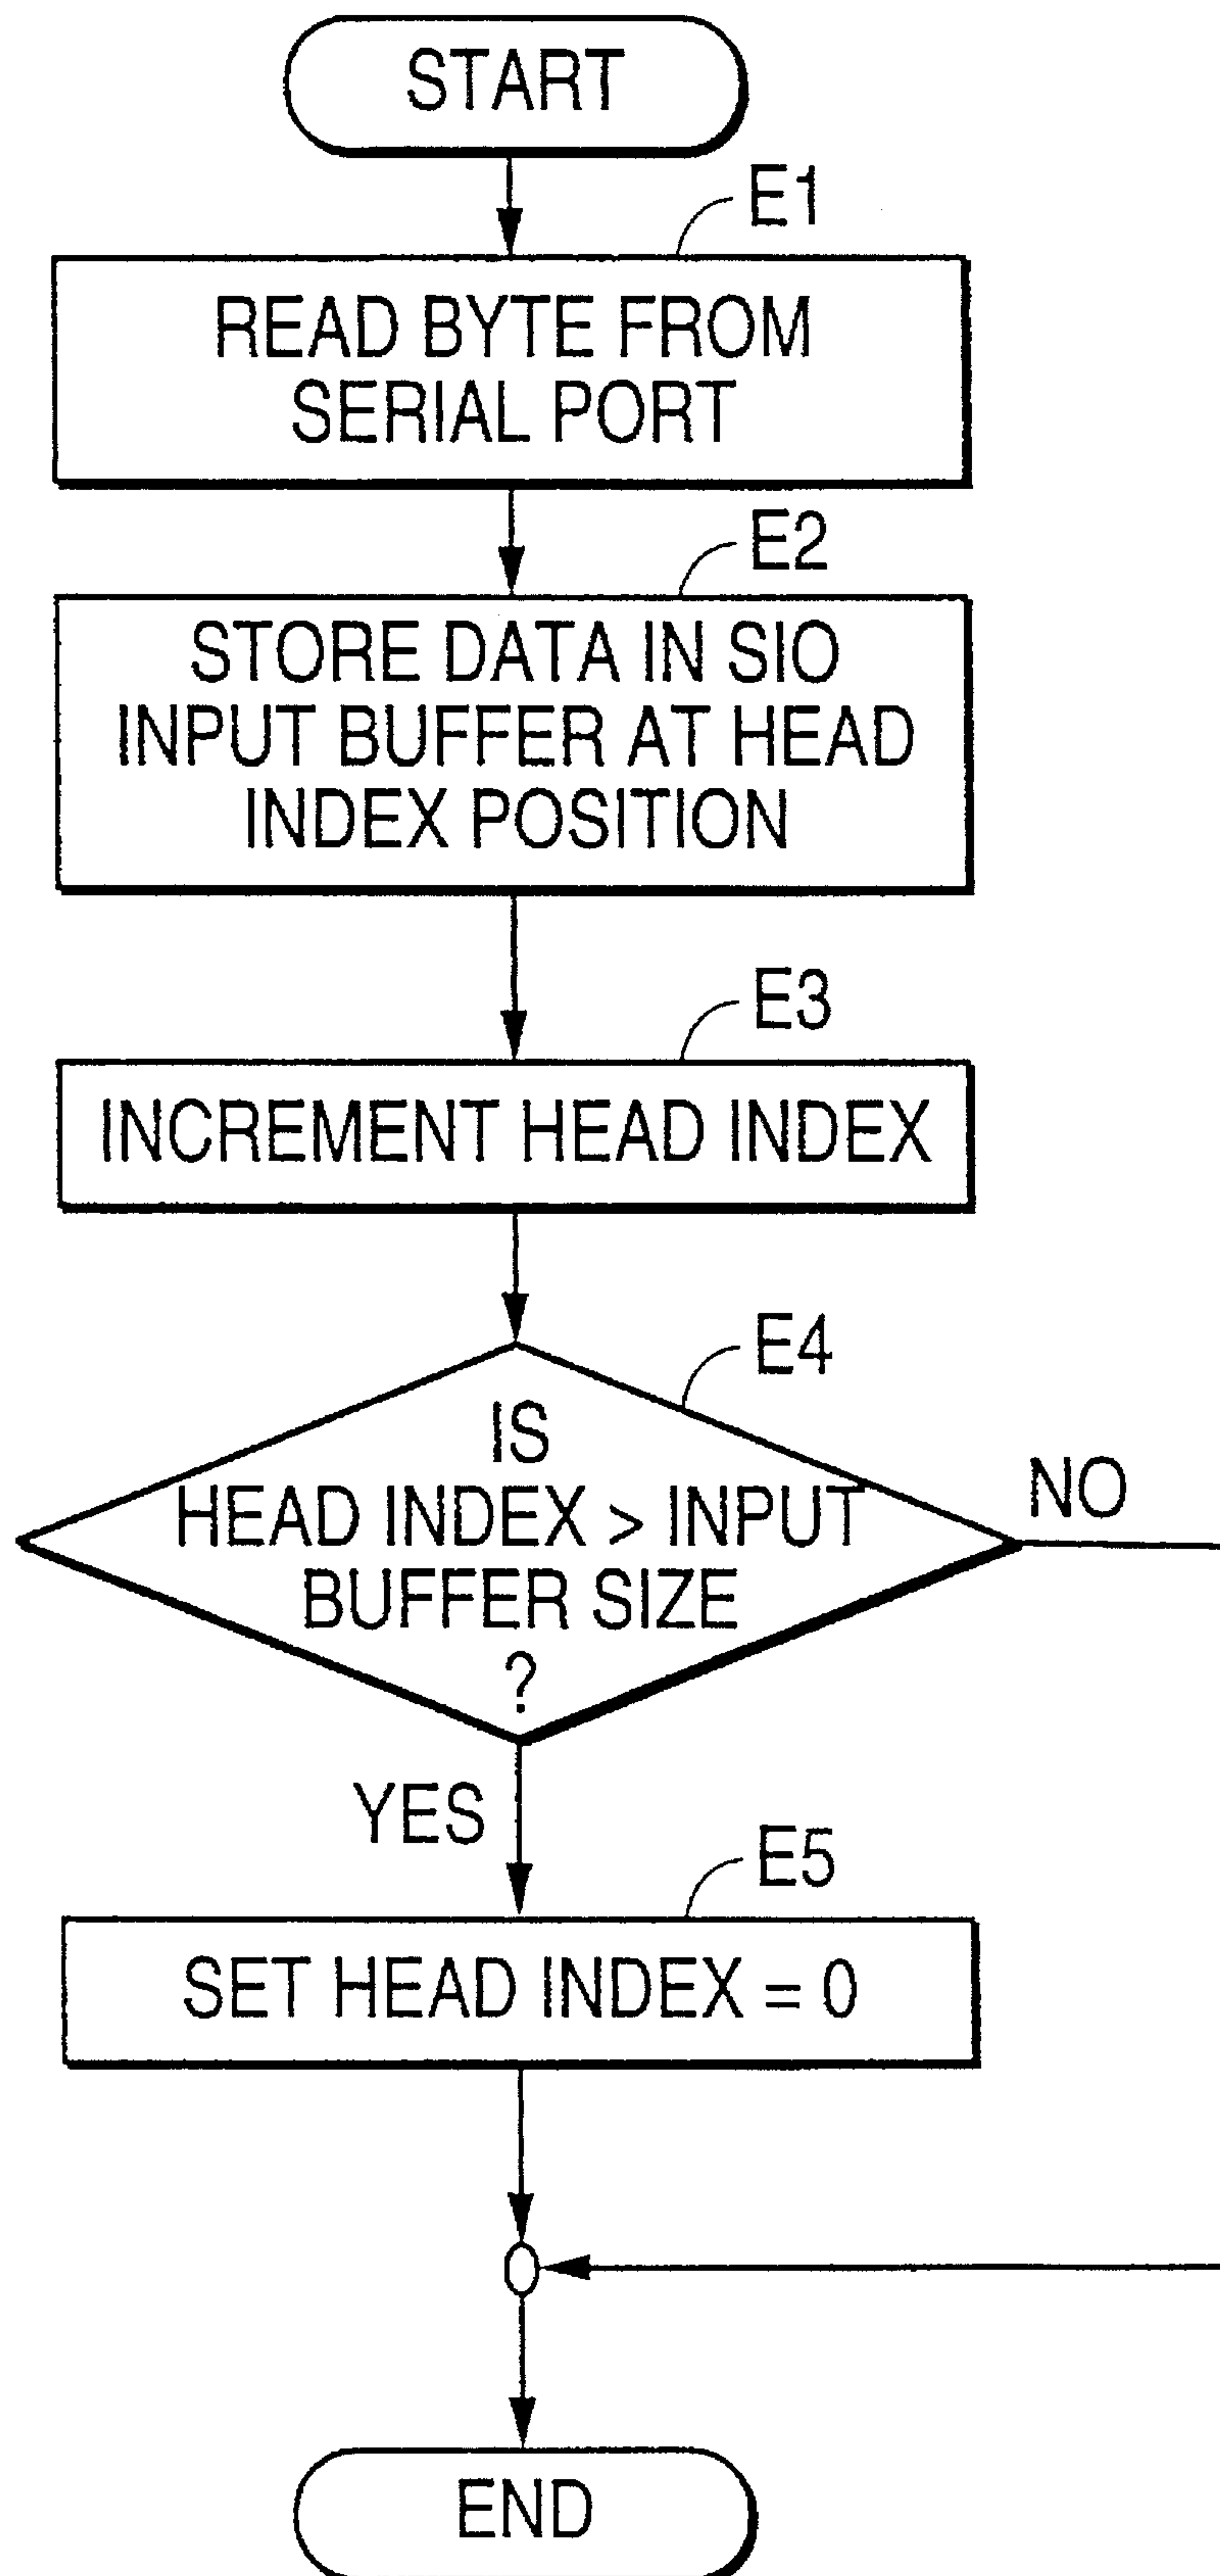 START
E1
READ BYTE FROM
SERIAL PORT
E2
STORE DATA IN SIO
INPUT BUFFER AT HEAD
INDEX POSITION
E3
INCREMENT HEAD INDEX
E4
IS
HEAD INDEX > INPUT
BUFFER SIZE
?
NO
YES
E5
SET HEAD INDEX = 0
END